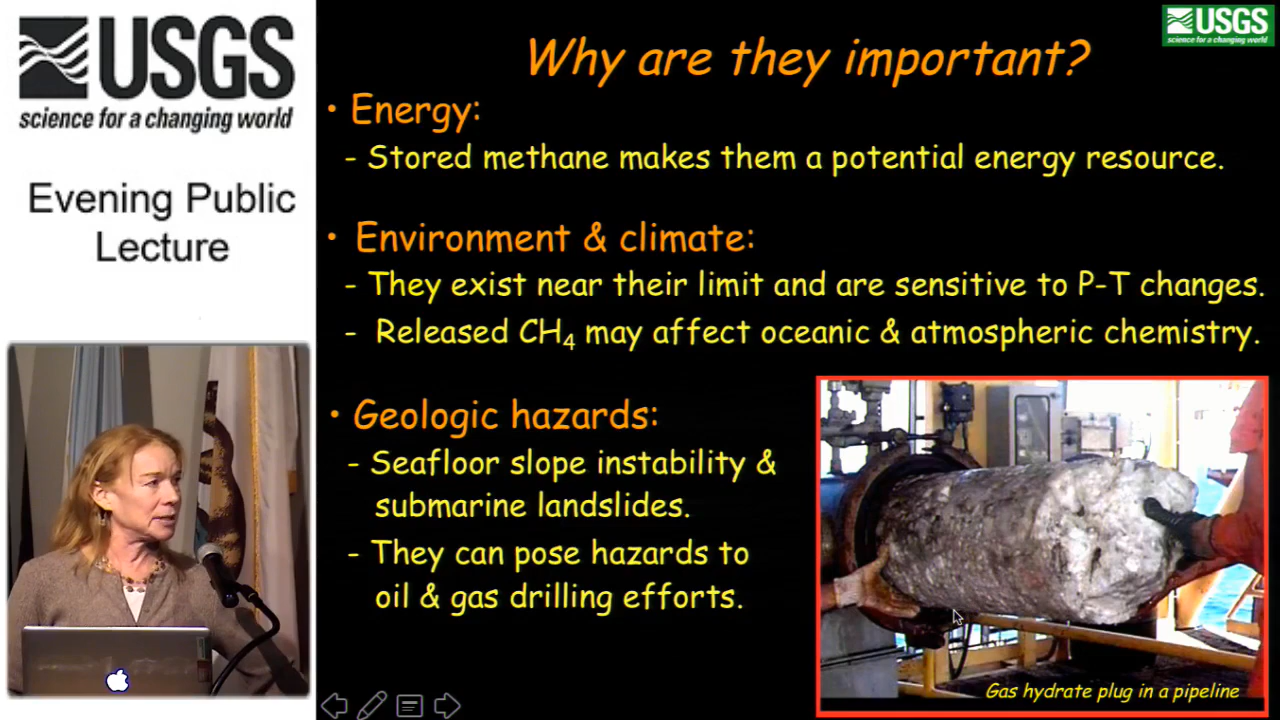 USGS
science for a changing world
Evening Public
Lecture
USGS
science for a changing world
Why are they important?
• Energy:
- Stored methane makes them a potential energy resource.
• Environment & climate:
- They exist near their limit and are sensitive to P-T changes.
- Released CH₄ may affect oceanic & atmospheric chemistry.
• Geologic hazards:
- Seafloor slope instability &
submarine landslides.
- They can pose hazards to
oil & gas drilling efforts.
Gas hydrate plug in a pipeline